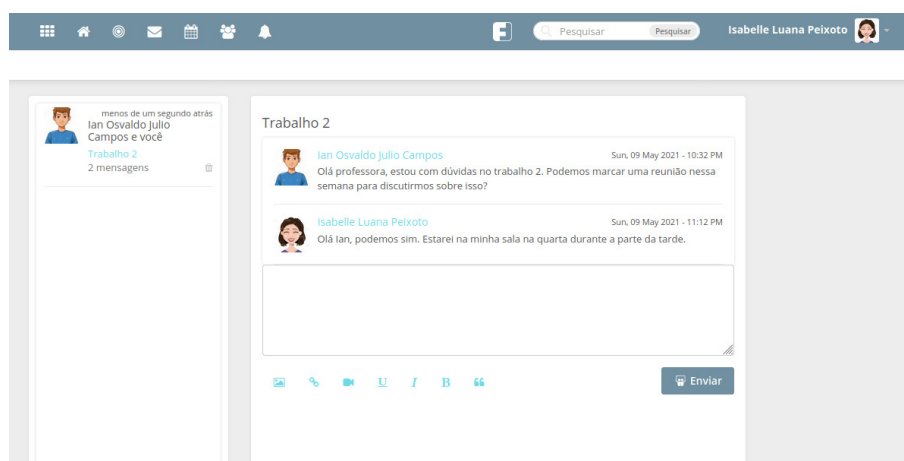 Pesquisar
Pesquisar
Isabelle Luana Peixoto
menos de um segundo atrás
Ian Osvaldo Julio
Campos e você
Trabalho 2
2 mensagens
Trabalho 2
Ian Osvaldo Julio Campos
Sun, 09 May 2021 - 10:32 PM
Olá professora, estou com dúvidas no trabalho 2. Podemos marcar uma reunião nessa
semana para discutirmos sobre isso?
Isabelle Luana Peixoto
Sun, 09 May 2021 - 11:12 PM
Olá Ian, podemos sim. Estarei na minha sala na quarta durante a parte da tarde.
U I B
Enviar